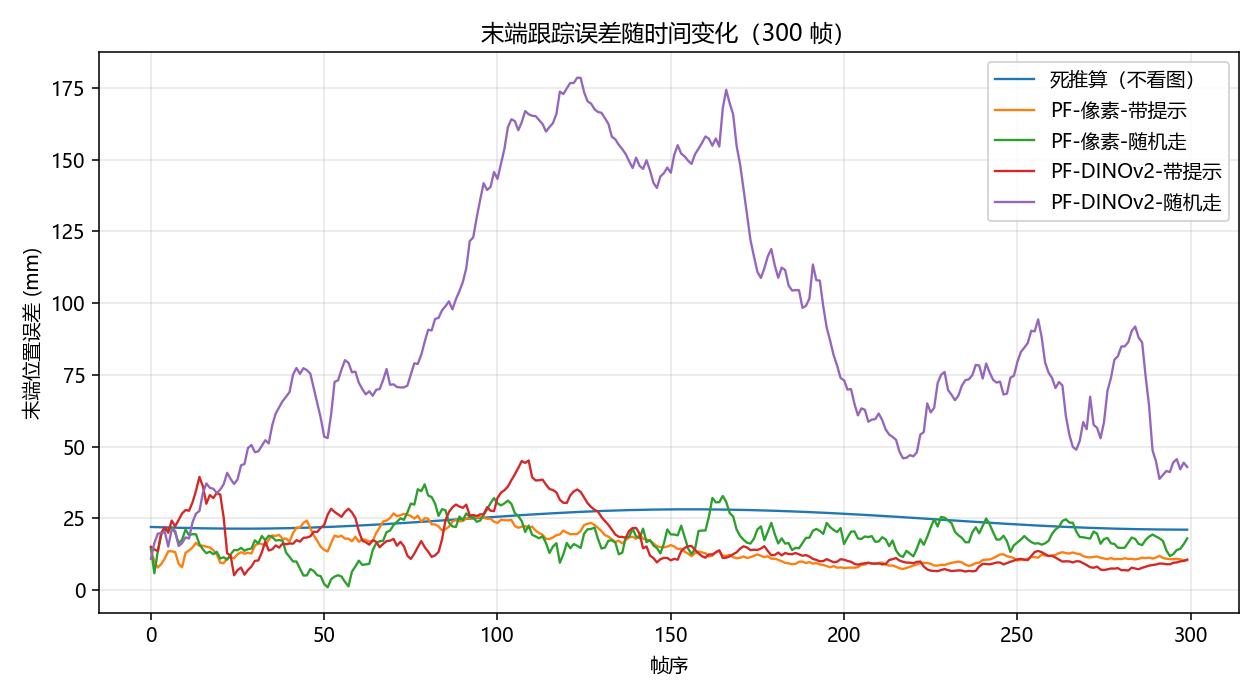 末端跟踪误差随时间变化（300 帧）
末端位置误差 (mm)
175
150
125
100
75
50
25
0
死推算（不看图）
PF-像素-带提示
PF-像素-随机走
PF-DINOv2-带提示
PF-DINOv2-随机走
0 50 100 150 200 250 300
帧序